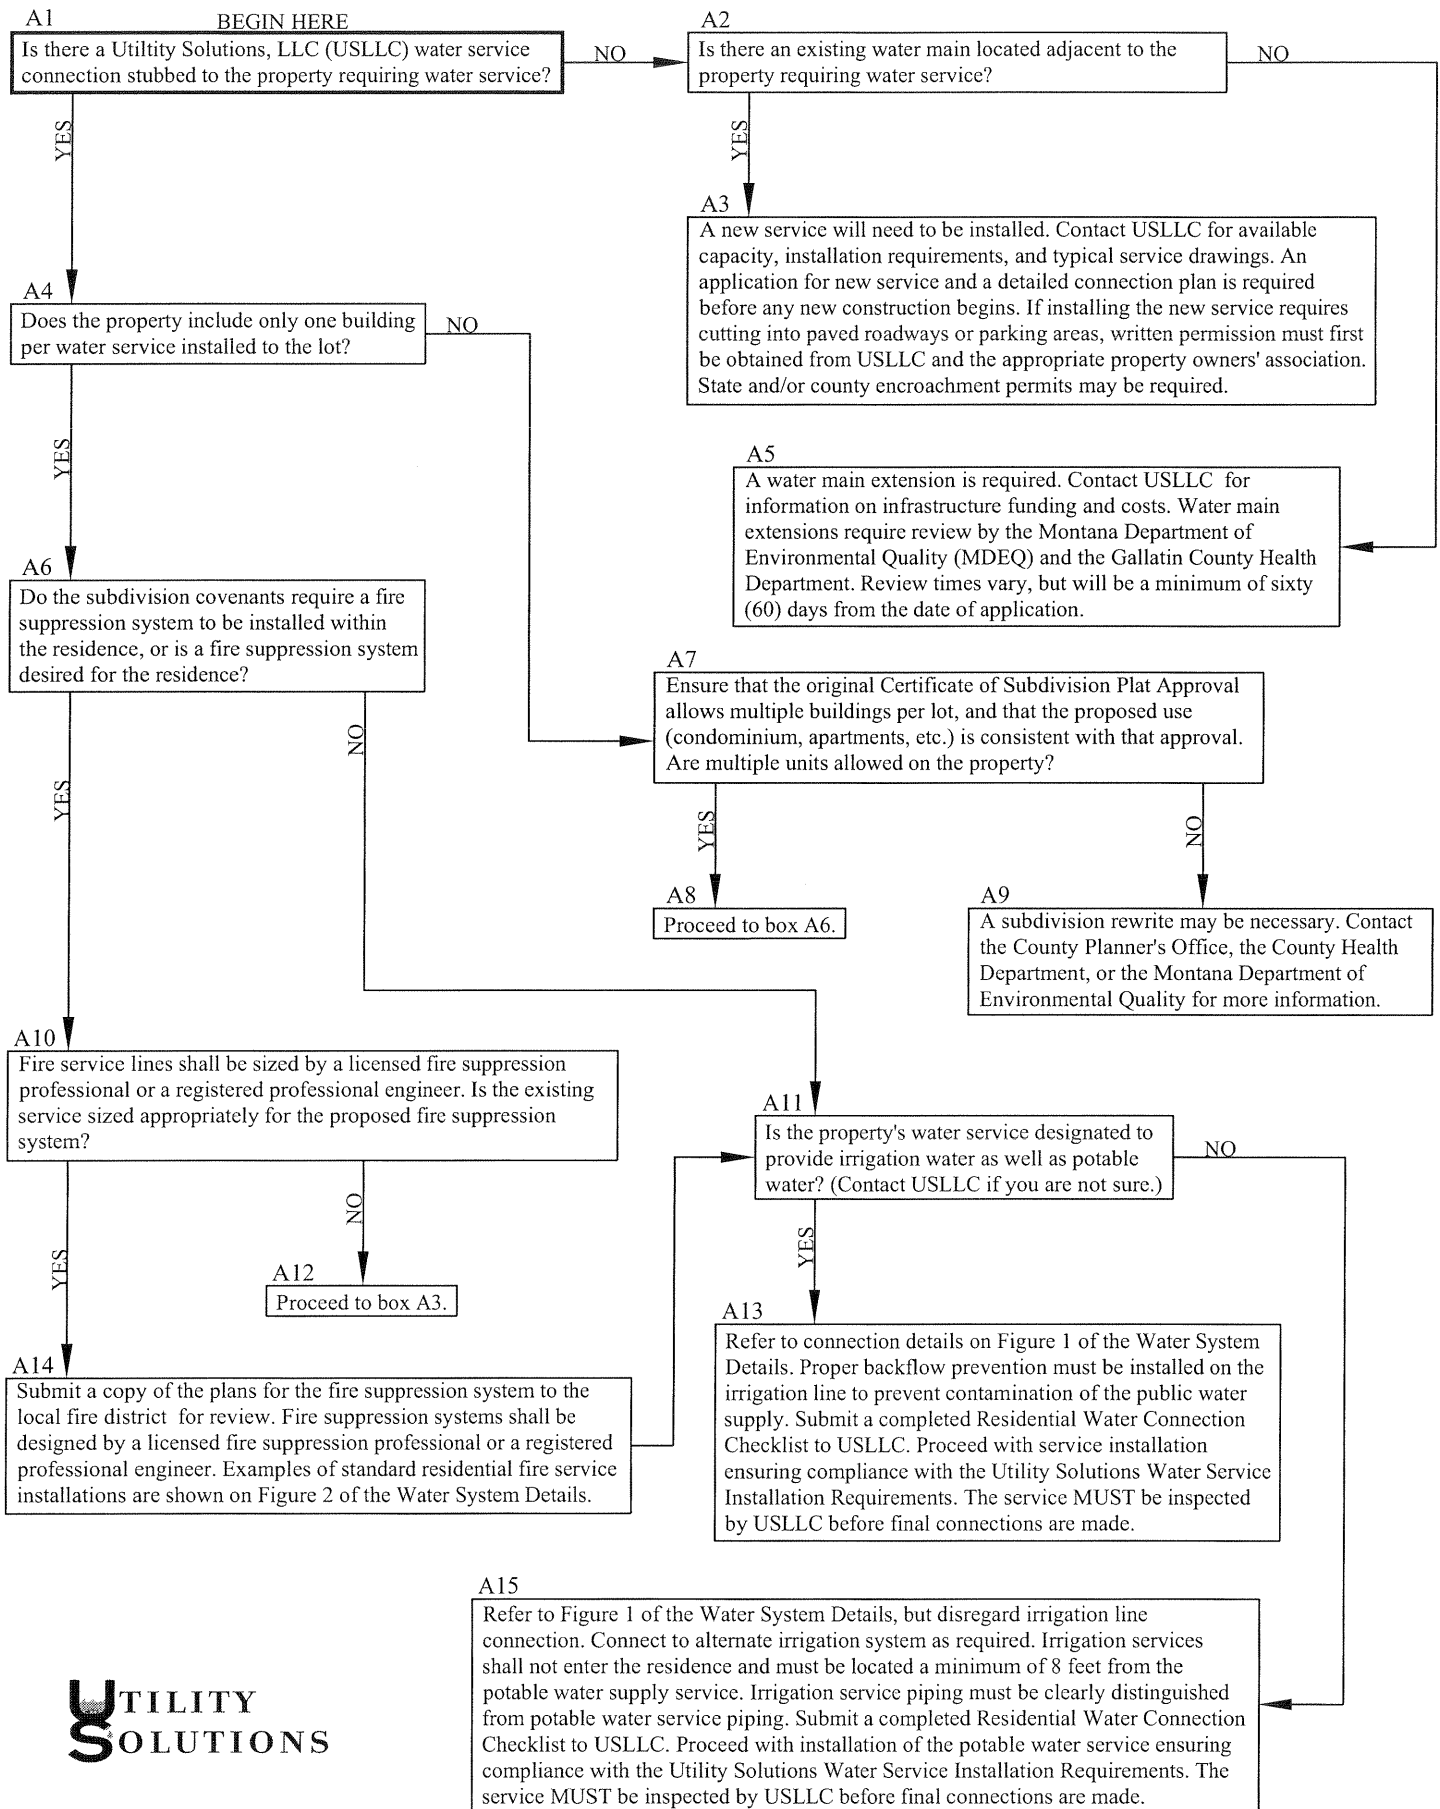 A1
BEGIN HERE
Is there a Utiltity Solutions, LLC (USLLC) water service
connection stubbed to the property requiring water service?
NO
YES
A2
Is there an existing water main located adjacent to the
property requiring water service?
NO
YES
A3
A new service will need to be installed. Contact USLLC for available
capacity, installation requirements, and typical service drawings. An
application for new service and a detailed connection plan is required
before any new construction begins. If installing the new service requires
cutting into paved roadways or parking areas, written permission must first
be obtained from USLLC and the appropriate property owners' association.
State and/or county encroachment permits may be required.
A4
Does the property include only one building
per water service installed to the lot?
NO
YES
A5
A water main extension is required. Contact USLLC for
information on infrastructure funding and costs. Water main
extensions require review by the Montana Department of
Environmental Quality (MDEQ) and the Gallatin County Health
Department. Review times vary, but will be a minimum of sixty
(60) days from the date of application.
A6
Do the subdivision covenants require a fire
suppression system to be installed within
the residence, or is a fire suppression system
desired for the residence?
YES
NO
A7
Ensure that the original Certificate of Subdivision Plat Approval
allows multiple buildings per lot, and that the proposed use
(condominium, apartments, etc.) is consistent with that approval.
Are multiple units allowed on the property?
YES
NO
A8
Proceed to box A6.
A9
A subdivision rewrite may be necessary. Contact
the County Planner's Office, the County Health
Department, or the Montana Department of
Environmental Quality for more information.
A10
Fire service lines shall be sized by a licensed fire suppression
professional or a registered professional engineer. Is the existing
service sized appropriately for the proposed fire suppression
system?
YES
NO
A11
Is the property's water service designated to
provide irrigation water as well as potable
water? (Contact USLLC if you are not sure.)
NO
YES
A12
Proceed to box A3.
A13
Refer to connection details on Figure 1 of the Water System
Details. Proper backflow prevention must be installed on the
irrigation line to prevent contamination of the public water
supply. Submit a completed Residential Water Connection
Checklist to USLLC. Proceed with service installation
ensuring compliance with the Utility Solutions Water Service
Installation Requirements. The service MUST be inspected
by USLLC before final connections are made.
A14
Submit a copy of the plans for the fire suppression system to the
local fire district for review. Fire suppression systems shall be
designed by a licensed fire suppression professional or a registered
professional engineer. Examples of standard residential fire service
installations are shown on Figure 2 of the Water System Details.
A15
Refer to Figure 1 of the Water System Details, but disregard irrigation line
connection. Connect to alternate irrigation system as required. Irrigation services
shall not enter the residence and must be located a minimum of 8 feet from the
potable water supply service. Irrigation service piping must be clearly distinguished
from potable water service piping. Submit a completed Residential Water Connection
Checklist to USLLC. Proceed with installation of the potable water service ensuring
compliance with the Utility Solutions Water Service Installation Requirements. The
service MUST be inspected by USLLC before final connections are made.
UTILITY
SOLUTIONS